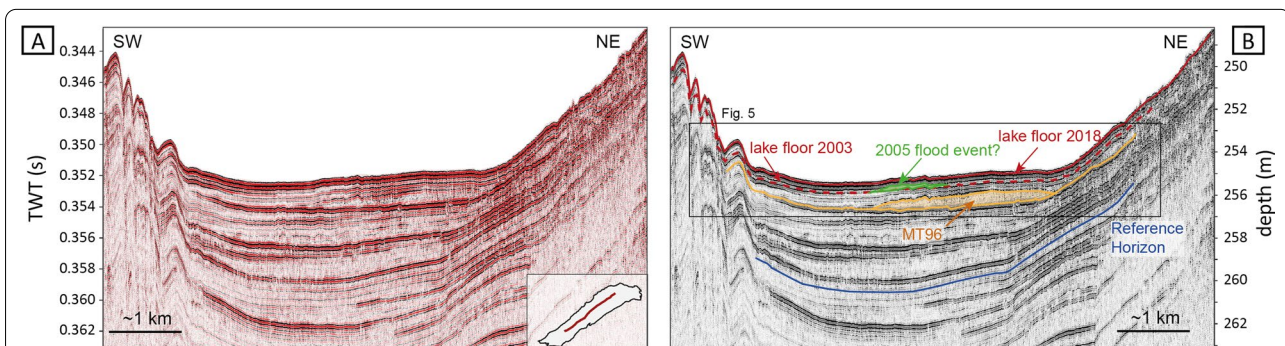 A
SW
NE
TWT (s)
0.344
0.346
0.348
0.350
0.352
0.354
0.356
0.358
0.360
0.362
~1 km
SW
NE
B
Fig. 5
lake floor 2003
2005 flood event?
lake floor 2018
MT96
Reference
Horizon
~1 km
250
252
254
256
258
260
262
depth (m)